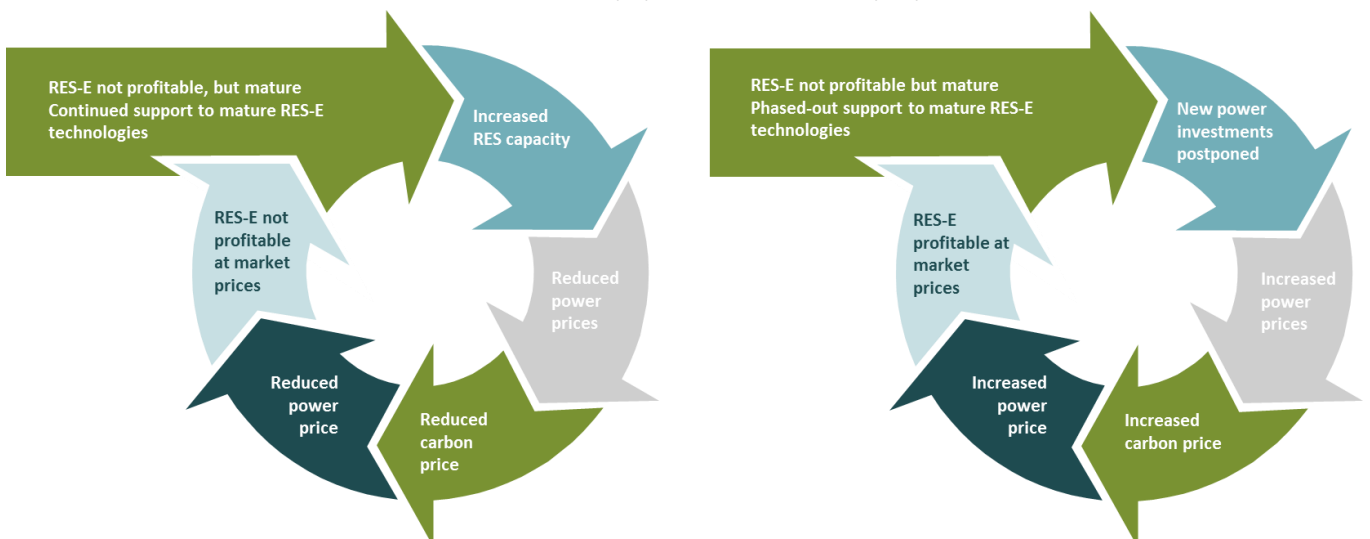 RES-E not profitable, but mature
Continued support to mature RES-E
technologies
Increased
RES capacity
Reduced
power
prices
Reduced
carbon
price
Reduced
power
price
RES-E not
profitable
at market
prices
RES-E not profitable but mature
Phased-out support to mature RES-E
technologies
New power
investments
postponed
Increased
power
prices
Increased
carbon price
Increased
power
price
RES-E
profitable at
market
prices